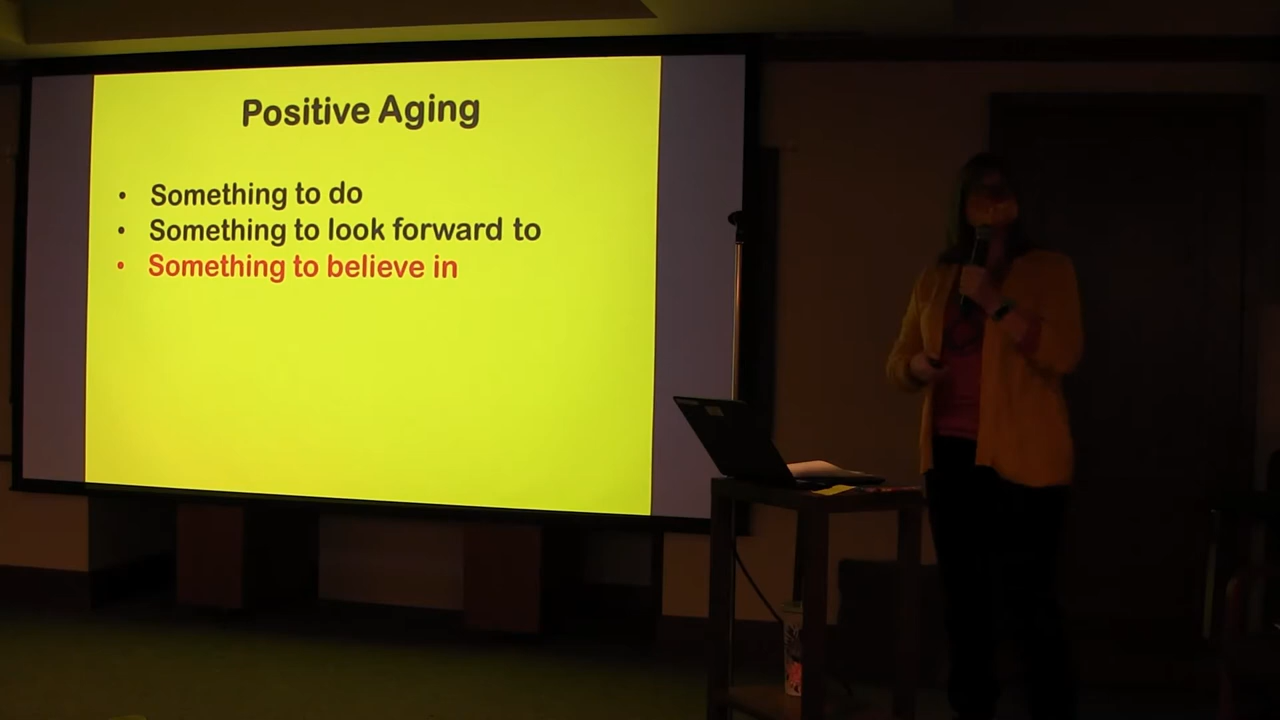 Positive Aging
• Something to do
• Something to look forward to
• Something to believe in